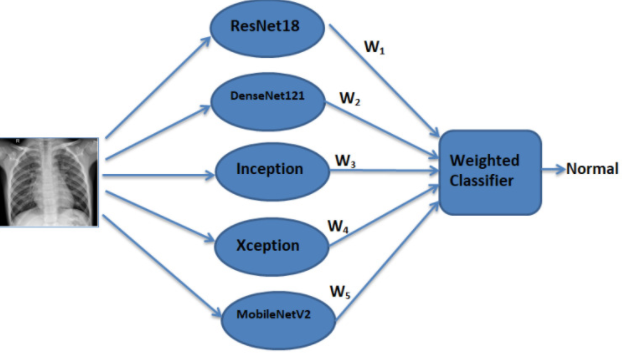 ResNet18
W1
DenseNet121
W2
Inception
W3
Weighted
Classifier
Normal
Xception
W4
MobileNetV2
W5